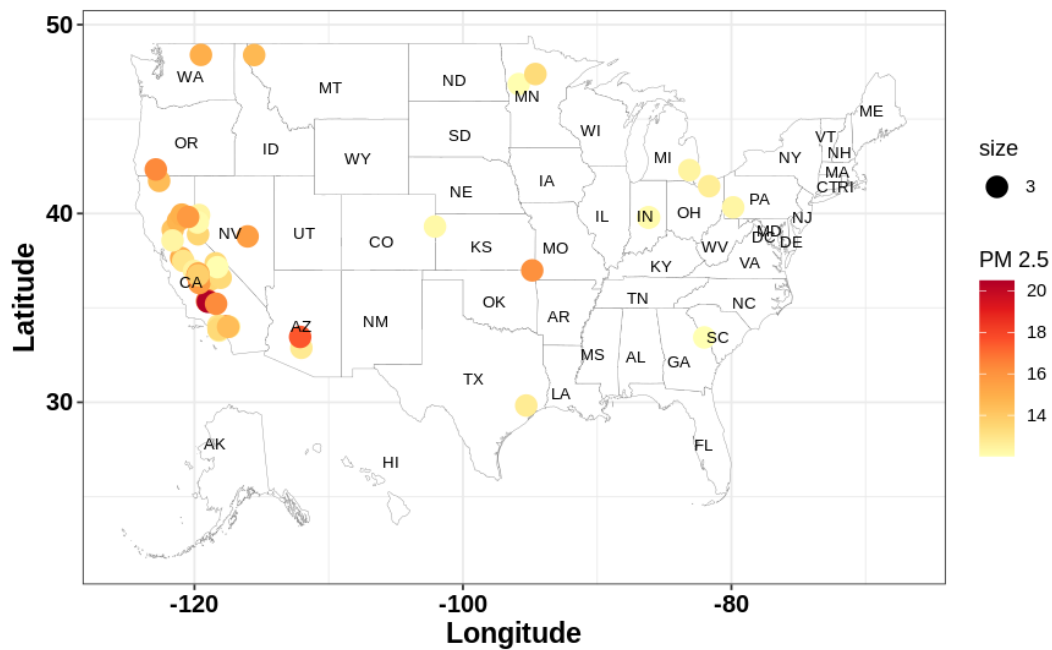 50
40
30
Latitude
-120
-100
-80
Longitude
WA
MT
ND
MN
ME
OR
ID
WY
SD
WI
MI
NY
VT
NH
MA
CTRI
NE
IA
IL
IN
OH
PA
NJ
MD
DC
DE
NV
UT
CO
KS
MO
WV
KY
VA
CA
AZ
NM
OK
AR
TN
NC
TX
LA
MS
AL
GA
SC
FL
AK
HI
size
3
PM 2.5
20
18
16
14